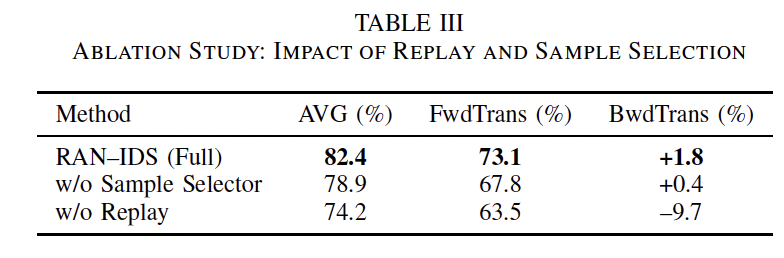 TABLE III
ABLATION STUDY: IMPACT OF REPLAY AND SAMPLE SELECTION
Method AVG (%) FwdTrans (%) BwdTrans (%)
RAN–IDS (Full) 82.4 73.1 +1.8
w/o Sample Selector 78.9 67.8 +0.4
w/o Replay 74.2 63.5 –9.7